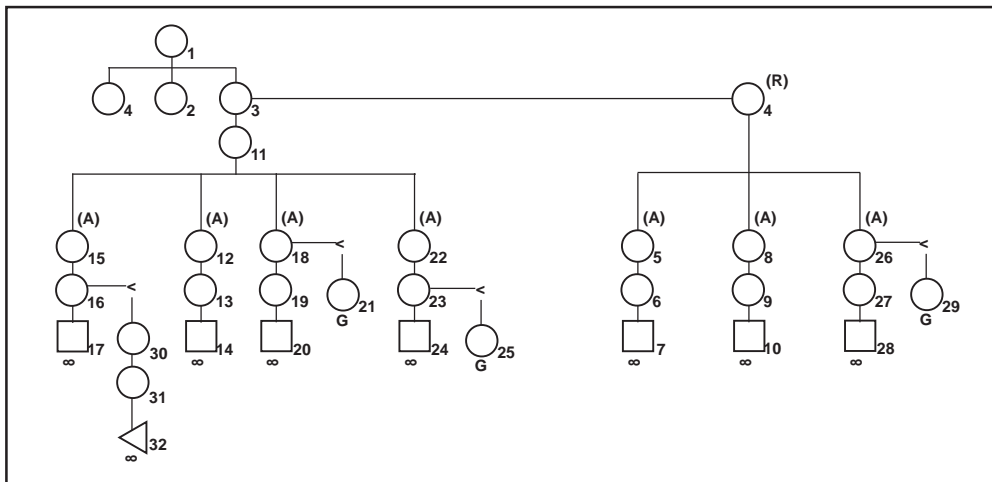 1
(R)
4 2 3 4
11
(A) (A) (A) (A) (A) (A) (A)
15 12 18 < 22 5 8 26 <
16 < 13 19 21 23 < 6 9 27 29
G G
17 30 14 20 24 25 7 10 28
∞ ∞ ∞ ∞ G ∞ ∞ ∞
31
32
∞